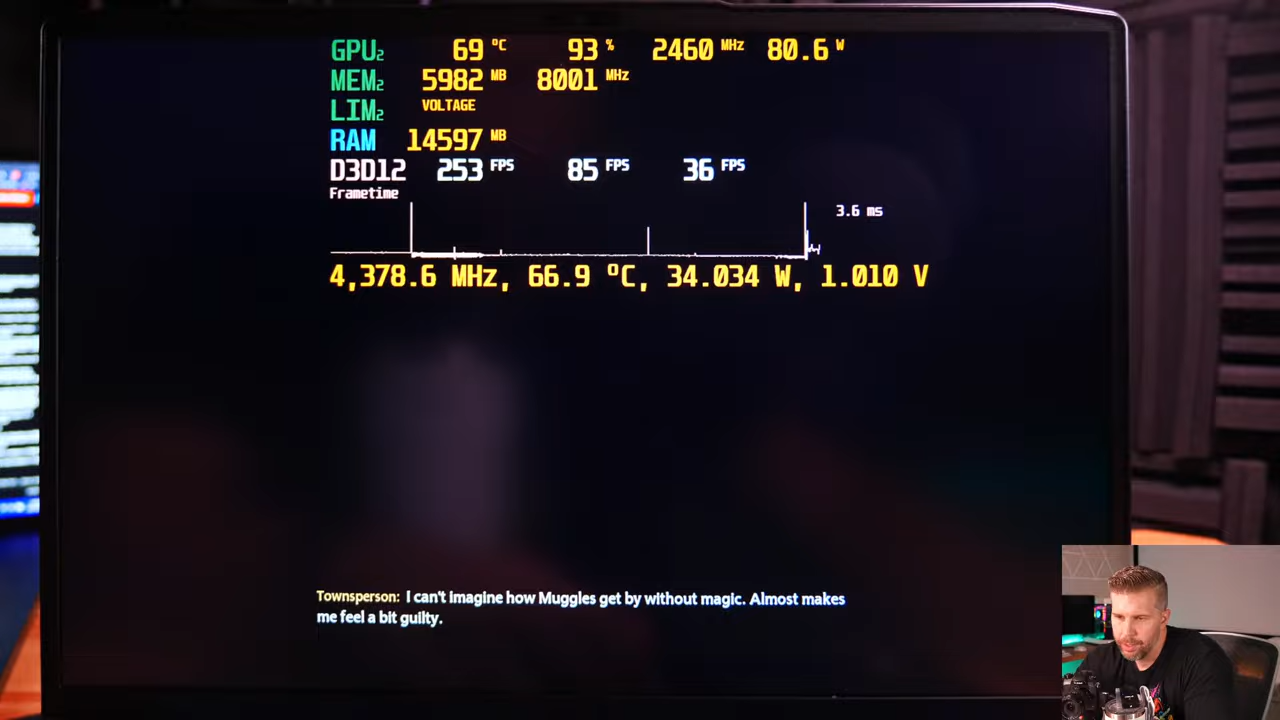 GPU2 69 °C 93 % 2460 MHz 80.6 W
MEM2 5982 MB 8001 MHz
LIM2 VOLTAGE
RAM 14597 MB
D3D12 253 FPS 85 FPS 36 FPS
Frametime
3.6 ms
4,378.6 MHz, 66.9 °C, 34.034 W, 1.010 V
Townsperson: I can't imagine how Muggles get by without magic. Almost makes
me feel a bit guilty.